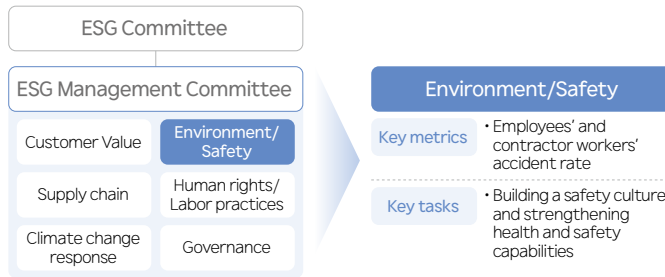 ESG Committee
ESG Management Committee
Customer Value
Environment/
Safety
Supply chain
Human rights/
Labor practices
Climate change
response
Governance
Environment/Safety
Key metrics
• Employees' and
contractor workers'
accident rate
Key tasks
• Building a safety culture
and strengthening
health and safety
capabilities